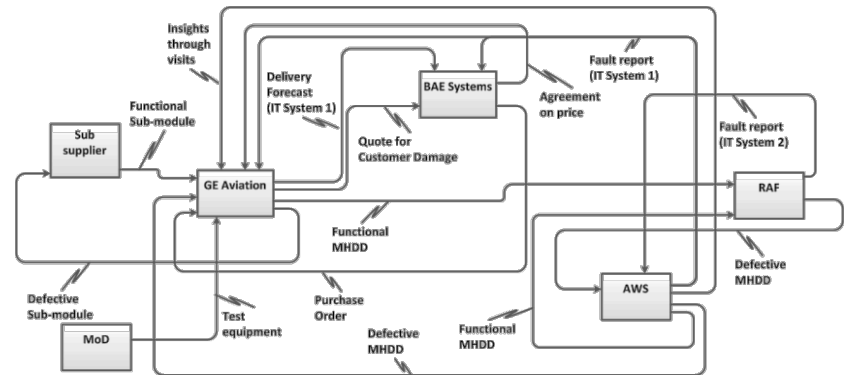 Insights
through
visits
Functional
Sub-module
Delivery
Forecast
(IT System 1)
BAE Systems
Fault report
(IT System 1)
Agreement
on price
Fault report
(IT System 2)
Sub
supplier
Quote for
Customer Damage
GE Aviation
RAF
Functional
MHDD
Defective
MHDD
AWS
Defective
Sub-module
Test
equipment
Purchase
Order
Functional
MHDD
MoD
Defective
MHDD